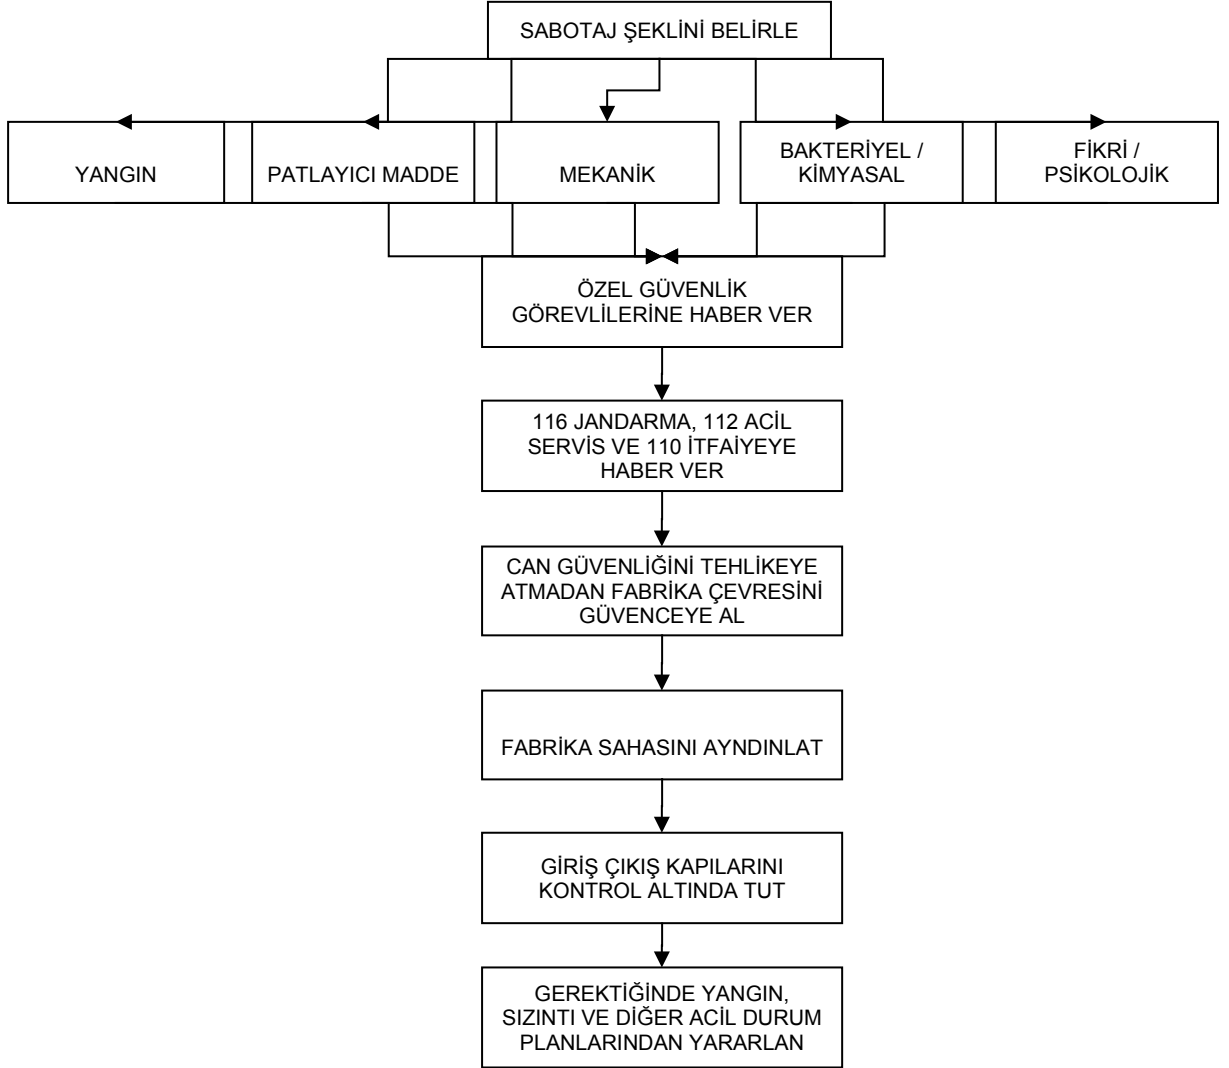 SABOTAJ ŞEKLİNİ BELİRLE
YANGIN
PATLAYICI MADDE
MEKANİK
BAKTERİYEL /
KİMYASAL
FİKRİ /
PSİKOLOJİK
ÖZEL GÜVENLİK
GÖREVLİLERİNE HABER VER
116 JANDARMA, 112 ACİL
SERVİS VE 110 İTFAİYEYE
HABER VER
CAN GÜVENLİĞİNİ TEHLİKEYE
ATMADAN FABRİKA ÇEVRESİNİ
GÜVENCEYE AL
FABRİKA SAHASINI AYNDINLAT
GİRİŞ ÇIKIŞ KAPILARINI
KONTROL ALTINDA TUT
GEREKTİĞİNDE YANGIN,
SIZINTI VE DİĞER ACİL DURUM
PLANLARINDAN YARARLAN